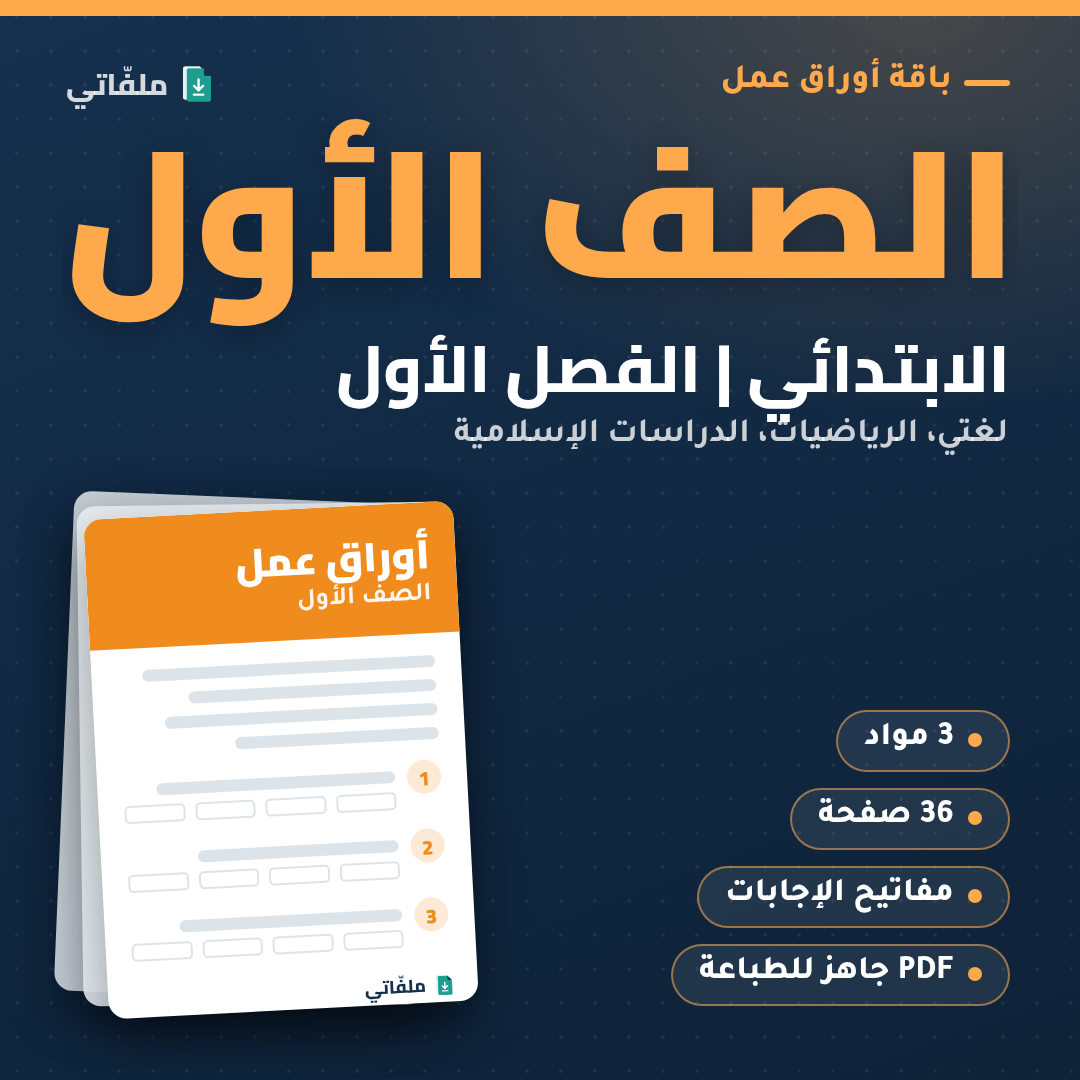 باقة أوراق عمل
ملفّاتي
الصف الأول
الابتدائي | الفصل الأول
لغتي، الرياضيات، الدراسات الإسلامية
أوراق عمل
الصف الأول
1
2
3
ملفّاتي
3 مواد
36 صفحة
مفاتيح الإجابات
PDF جاهز للطباعة